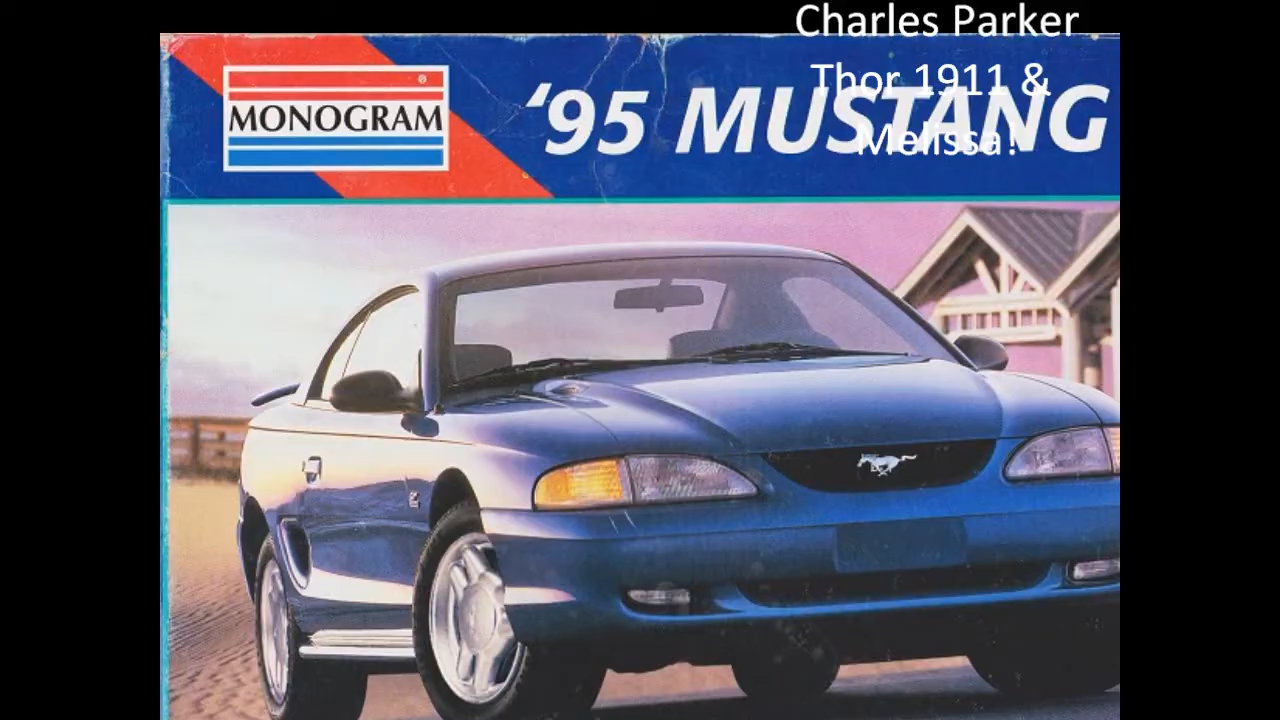 Charles Parker
Thor 1911 &
Melissa!
MONOGRAM
'95 MUSTANG